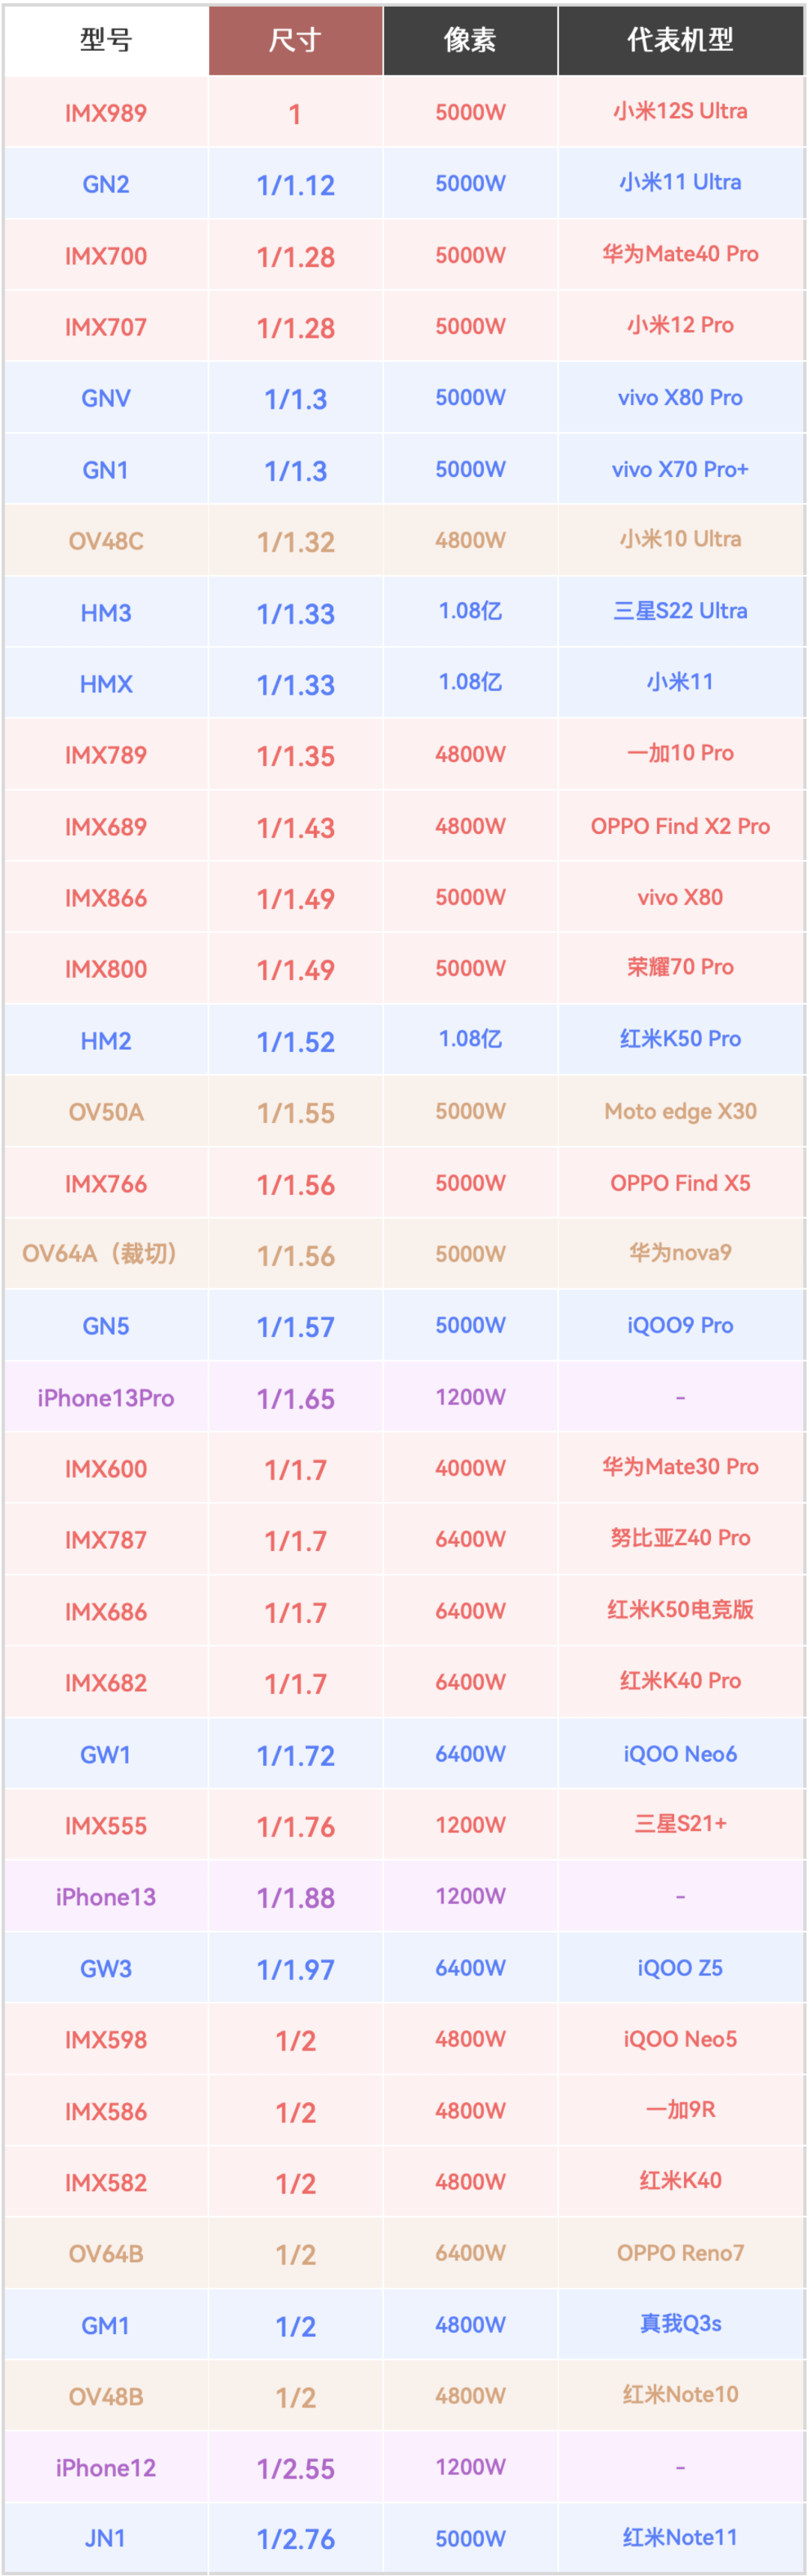 型号 尺寸 像素 代表机型
IMX989 1 5000W 小米12S Ultra
GN2 1/1.12 5000W 小米11 Ultra
IMX700 1/1.28 5000W 华为Mate40 Pro
IMX707 1/1.28 5000W 小米12 Pro
GNV 1/1.3 5000W vivo X80 Pro
GN1 1/1.3 5000W vivo X70 Pro+
OV48C 1/1.32 4800W 小米10 Ultra
HM3 1/1.33 1.08亿 三星S22 Ultra
HMX 1/1.33 1.08亿 小米11
IMX789 1/1.35 4800W 一加10 Pro
IMX689 1/1.43 4800W OPPO Find X2 Pro
IMX866 1/1.49 5000W vivo X80
IMX800 1/1.49 5000W 荣耀70 Pro
HM2 1/1.52 1.08亿 红米K50 Pro
OV50A 1/1.55 5000W Moto edge X30
IMX766 1/1.56 5000W OPPO Find X5
OV64A（裁切） 1/1.56 5000W 华为nova9
GN5 1/1.57 5000W iQOO9 Pro
iPhone13Pro 1/1.65 1200W -
IMX600 1/1.7 4000W 华为Mate30 Pro
IMX787 1/1.7 6400W 努比亚Z40 Pro
IMX686 1/1.7 6400W 红米K50电竞版
IMX682 1/1.7 6400W 红米K40 Pro
GW1 1/1.72 6400W iQOO Neo6
IMX555 1/1.76 1200W 三星S21+
iPhone13 1/1.88 1200W -
GW3 1/1.97 6400W iQOO Z5
IMX598 1/2 4800W iQOO Neo5
IMX586 1/2 4800W 一加9R
IMX582 1/2 4800W 红米K40
OV64B 1/2 6400W OPPO Reno7
GM1 1/2 4800W 真我Q3s
OV48B 1/2 4800W 红米Note10
iPhone12 1/2.55 1200W -
JN1 1/2.76 5000W 红米Note11